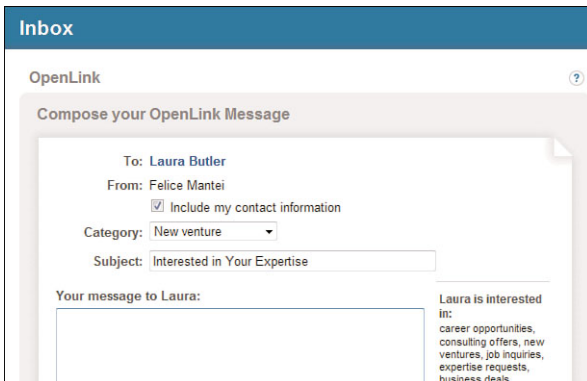 Inbox
OpenLink
?
Compose your OpenLink Message
To: Laura Butler
From: Felice Mantei
Include my contact information
Category: New venture
Subject: Interested in Your Expertise
Your message to Laura:
Laura is interested
in:
career opportunities,
consulting offers, new
ventures, job inquiries,
expertise requests,
business deals